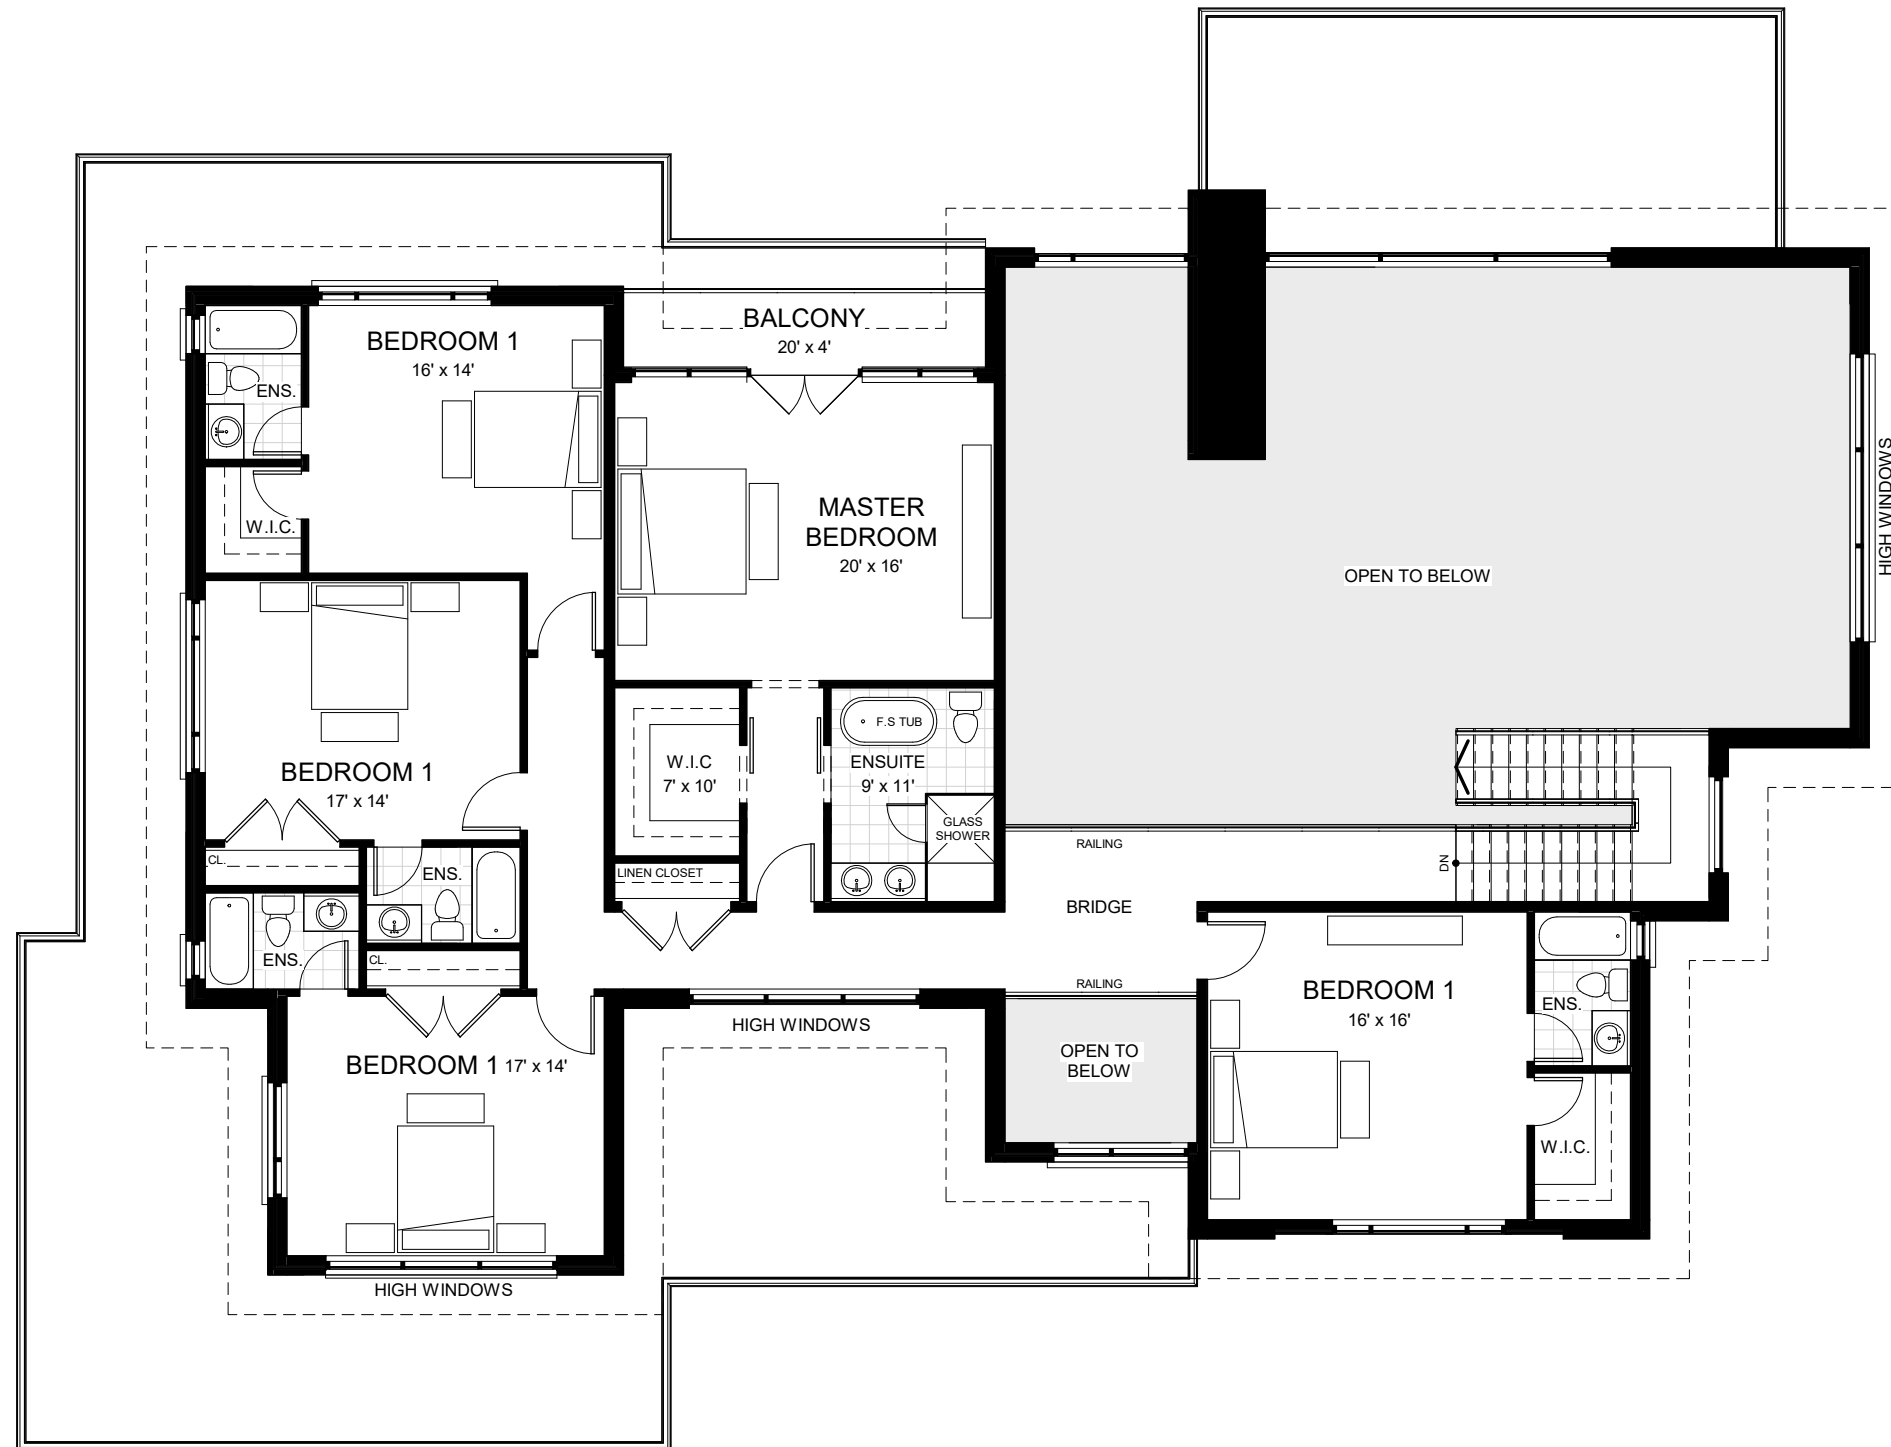 BALCONY
20' x 4'
BEDROOM 1
16' x 14'
ENS.
W.I.C.
MASTER
BEDROOM
20' x 16'
OPEN TO BELOW
HIGH WINDOWS
BEDROOM 1
17' x 14'
CL.
ENS.
W.I.C
7' x 10'
LINEN CLOSET
F.S TUB
ENSUITE
9' x 11'
GLASS
SHOWER
RAILING
DN
BRIDGE
RAILING
ENS.
CL.
HIGH WINDOWS
OPEN TO
BELOW
BEDROOM 1
16' x 16'
ENS.
W.I.C.
BEDROOM 1 17' x 14'
HIGH WINDOWS